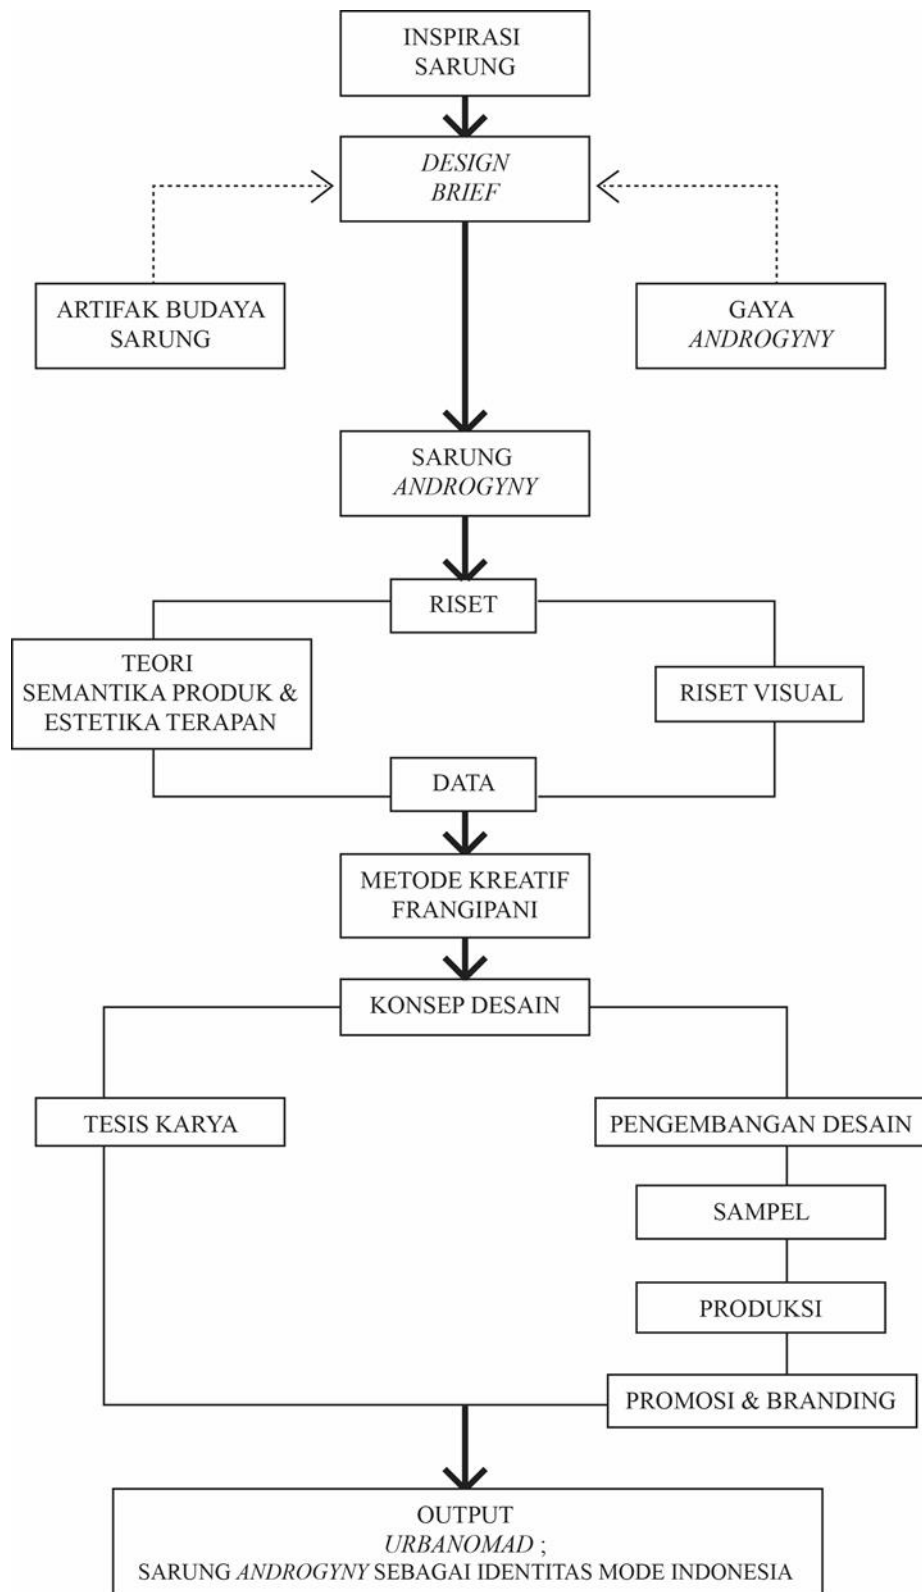 INSPIRASI
SARUNG
DESIGN
BRIEF
ARTIFAK BUDAYA
SARUNG
GAYA
ANDROGYNY
SARUNG
ANDROGYNY
RISET
TEORI
SEMANTIKA PRODUK &
ESTETIKA TERAPAN
RISET VISUAL
DATA
METODE KREATIF
FRANGIPANI
KONSEP DESAIN
TESIS KARYA
PENGEMBANGAN DESAIN
SAMPEL
PRODUKSI
PROMOSI & BRANDING
OUTPUT
URBANOMAD ;
SARUNG ANDROGYNY SEBAGAI IDENTITAS MODE INDONESIA